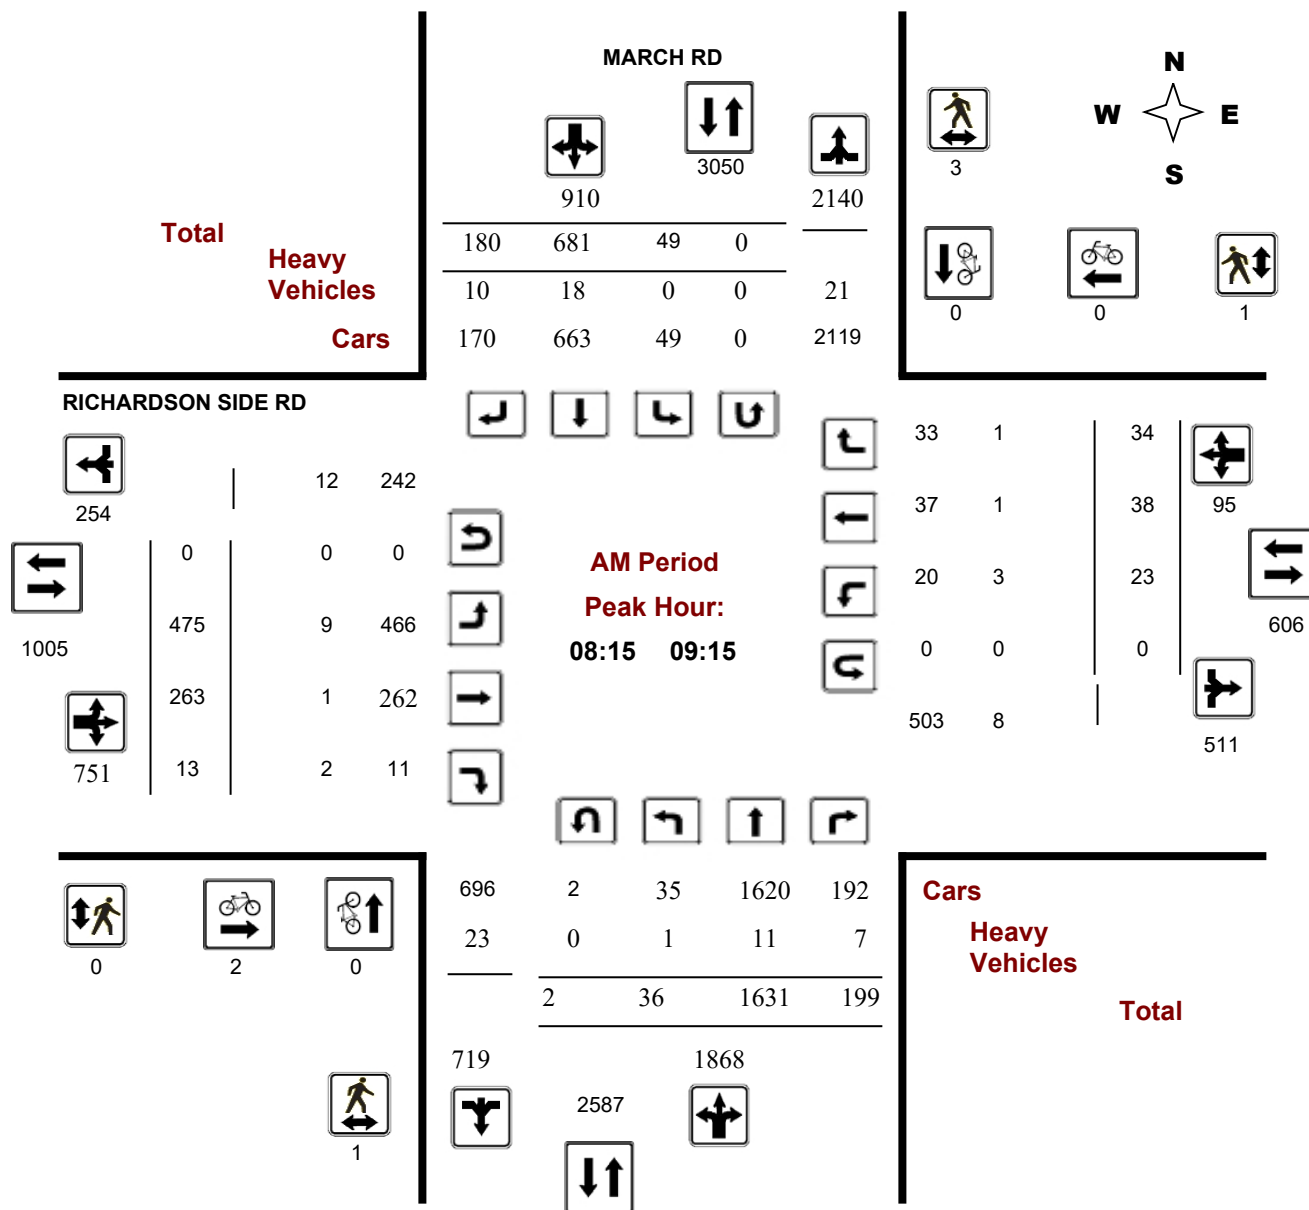 MARCH RD
N
W E
S
3050
3
910
2140
Total
180 681 49 0
Heavy
Vehicles
10 18 0 0 21
0 0 1
Cars
170 663 49 0 2119
RICHARDSON SIDE RD
33 1 34
12 242
254
37 1 38 95
0 0 0
AM Period
20 3 23
Peak Hour:
475 9 466
606
1005
08:15 09:15
0 0 0
263 1 262
503 8
511
751
13 2 11
696 2 35 1620 192
Cars
23 0 1 11 7
Heavy
Vehicles
0 2 0
2 36 1631 199
Total
719 1868
2587
1